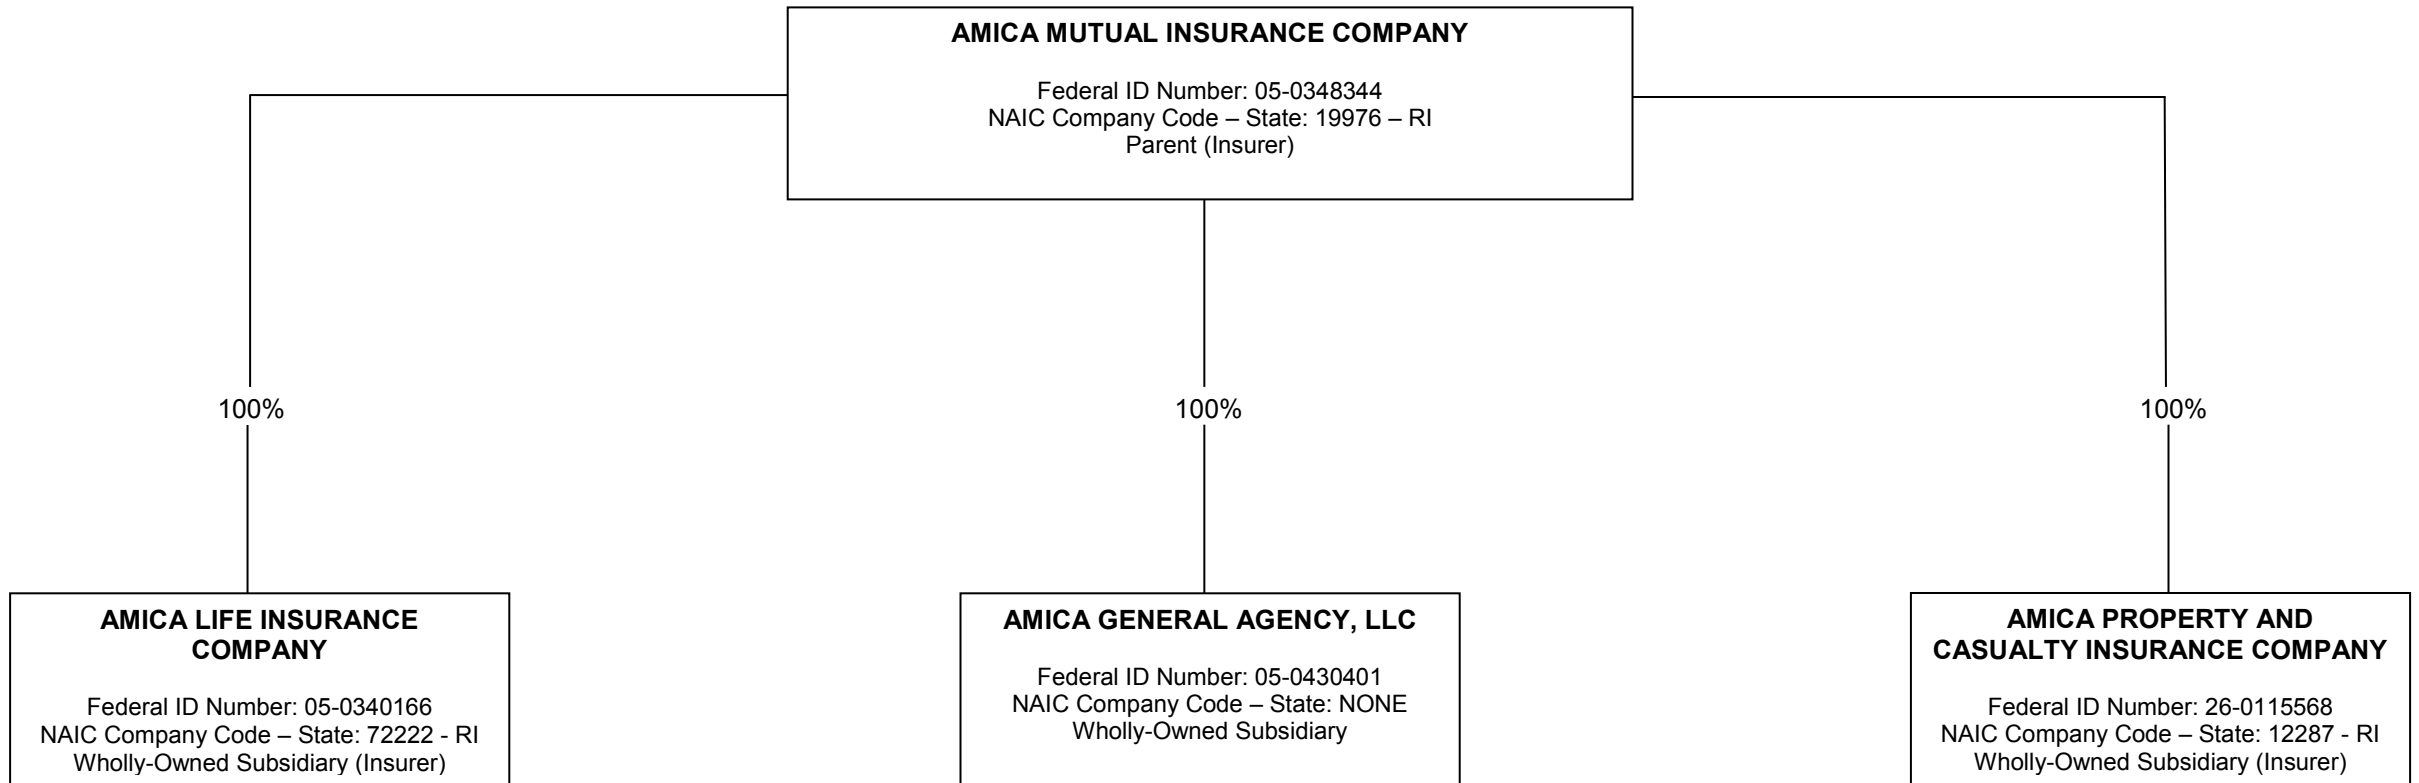 AMICA MUTUAL INSURANCE COMPANY
Federal ID Number: 05-0348344
NAIC Company Code – State: 19976 – RI
Parent (Insurer)
100%
100%
100%
AMICA LIFE INSURANCE
COMPANY
Federal ID Number: 05-0340166
NAIC Company Code – State: 72222 - RI
Wholly-Owned Subsidiary (Insurer)
AMICA GENERAL AGENCY, LLC
Federal ID Number: 05-0430401
NAIC Company Code – State: NONE
Wholly-Owned Subsidiary
AMICA PROPERTY AND
CASUALTY INSURANCE COMPANY
Federal ID Number: 26-0115568
NAIC Company Code – State: 12287 - RI
Wholly-Owned Subsidiary (Insurer)